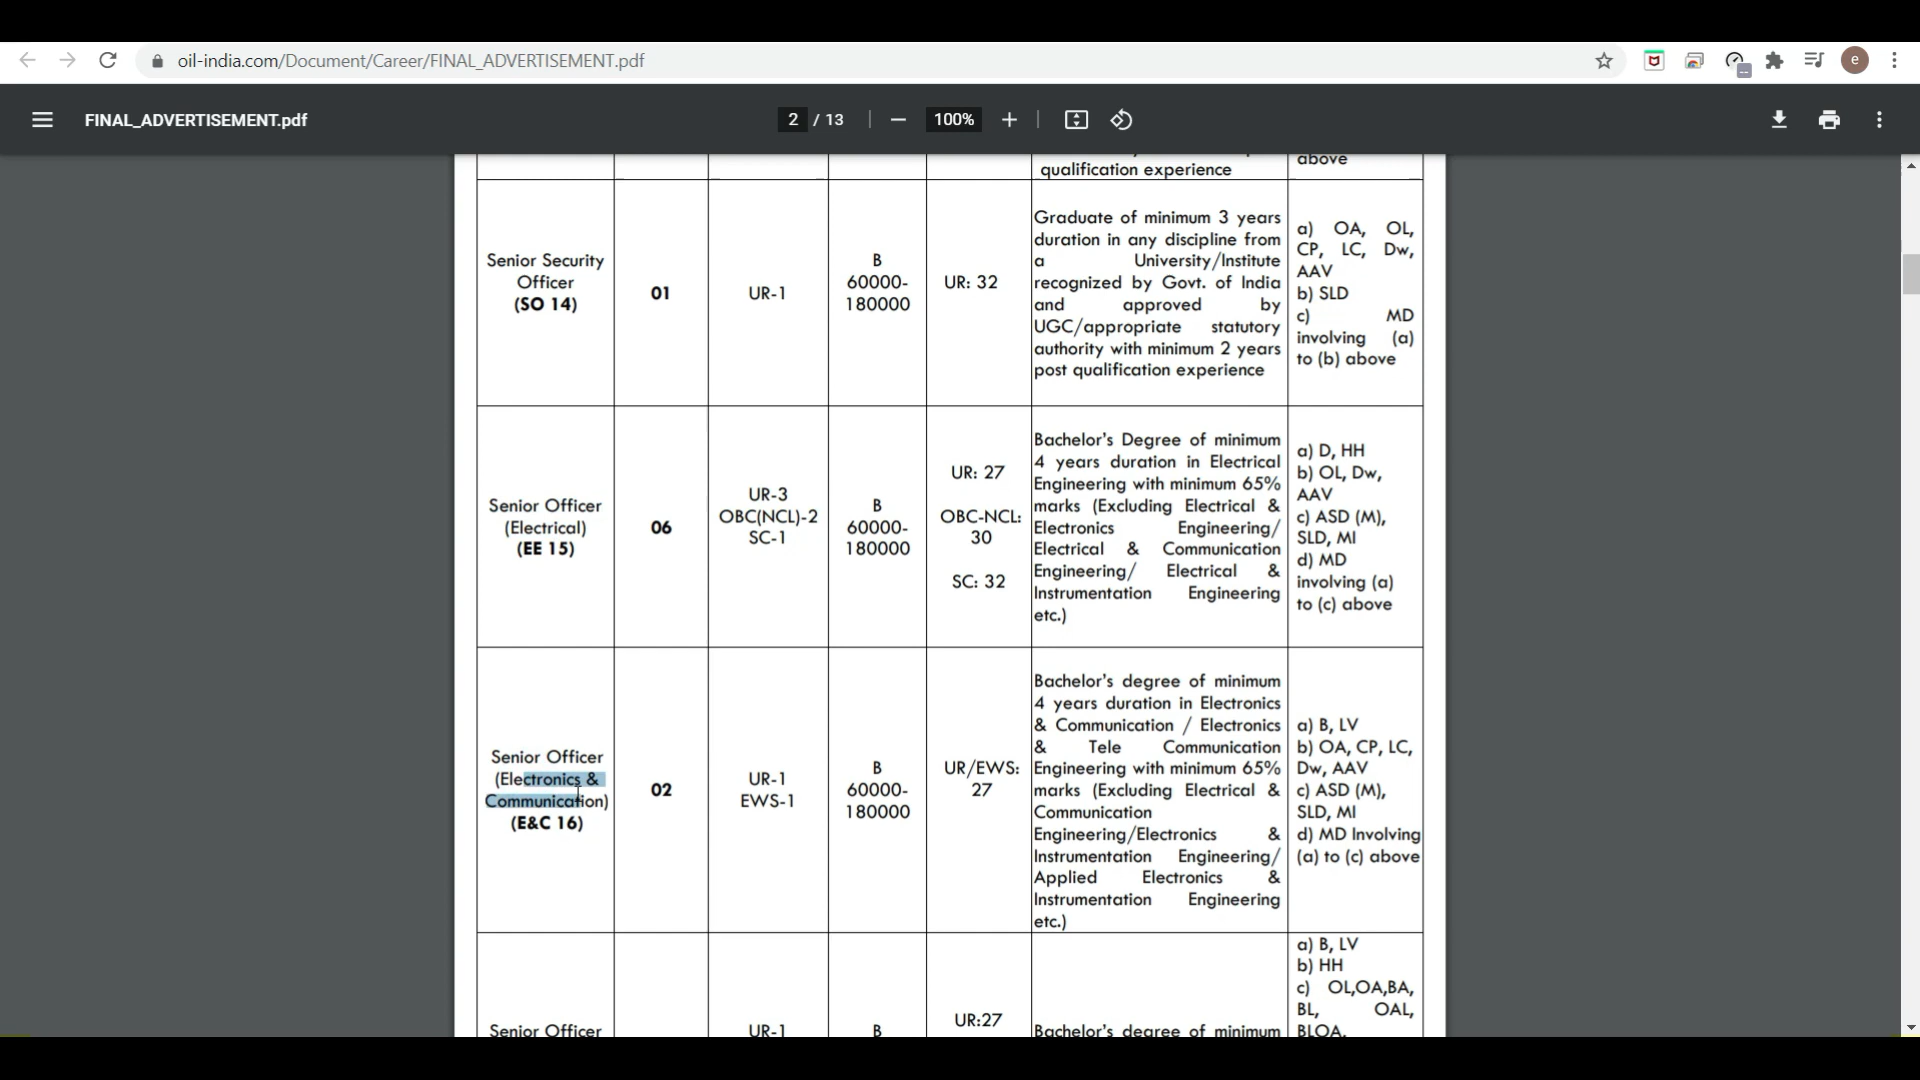 oil-india.com/Document/Career/FINAL_ADVERTISEMENT.pdf
e
FINAL_ADVERTISEMENT.pdf
2 / 13
100%
qualification experience
above
Senior Security
Officer
(SO 14)
01
UR-1
B
60000-
180000
UR: 32
Graduate of minimum 3 years
duration in any discipline from
a University/Institute
recognized by Govt. of India
and approved by
UGC/appropriate statutory
authority with minimum 2 years
post qualification experience
a) OA, OL,
CP, LC, Dw,
AAV
b) SLD
c) MD
involving (a)
to (b) above
Senior Officer
(Electrical)
(EE 15)
06
UR-3
OBC(NCL)-2
SC-1
B
60000-
180000
UR: 27
OBC-NCL:
30
SC: 32
Bachelor's Degree of minimum
4 years duration in Electrical
Engineering with minimum 65%
marks (Excluding Electrical &
Electronics Engineering/
Electrical & Communication
Engineering/ Electrical &
Instrumentation Engineering
etc.)
a) D, HH
b) OL, Dw,
AAV
c) ASD (M),
SLD, MI
d) MD
involving (a)
to (c) above
Senior Officer
(Electronics &
Communication)
(E&C 16)
02
UR-1
EWS-1
B
60000-
180000
UR/EWS:
27
Bachelor's degree of minimum
4 years duration in Electronics
& Communication / Electronics
& Tele Communication
Engineering with minimum 65%
marks (Excluding Electrical &
Communication
Engineering/Electronics &
Instrumentation Engineering/
Applied Electronics &
Instrumentation Engineering
etc.)
a) B, LV
b) OA, CP, LC,
Dw, AAV
c) ASD (M),
SLD, MI
d) MD Involving
(a) to (c) above
Senior Officer
UR-1
B
UR:27
Bachelor's degree of minimum
a) B, LV
b) HH
c) OL,OA,BA,
BL, OAL,
BLOA,